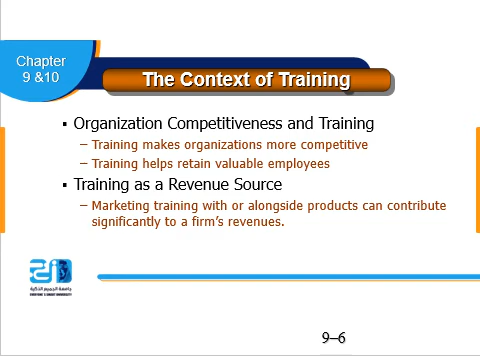 Chapter
9 &10
The Context of Training
▪ Organization Competitiveness and Training
– Training makes organizations more competitive
– Training helps retain valuable employees
▪ Training as a Revenue Source
– Marketing training with or alongside products can contribute
significantly to a firm's revenues.
9–6